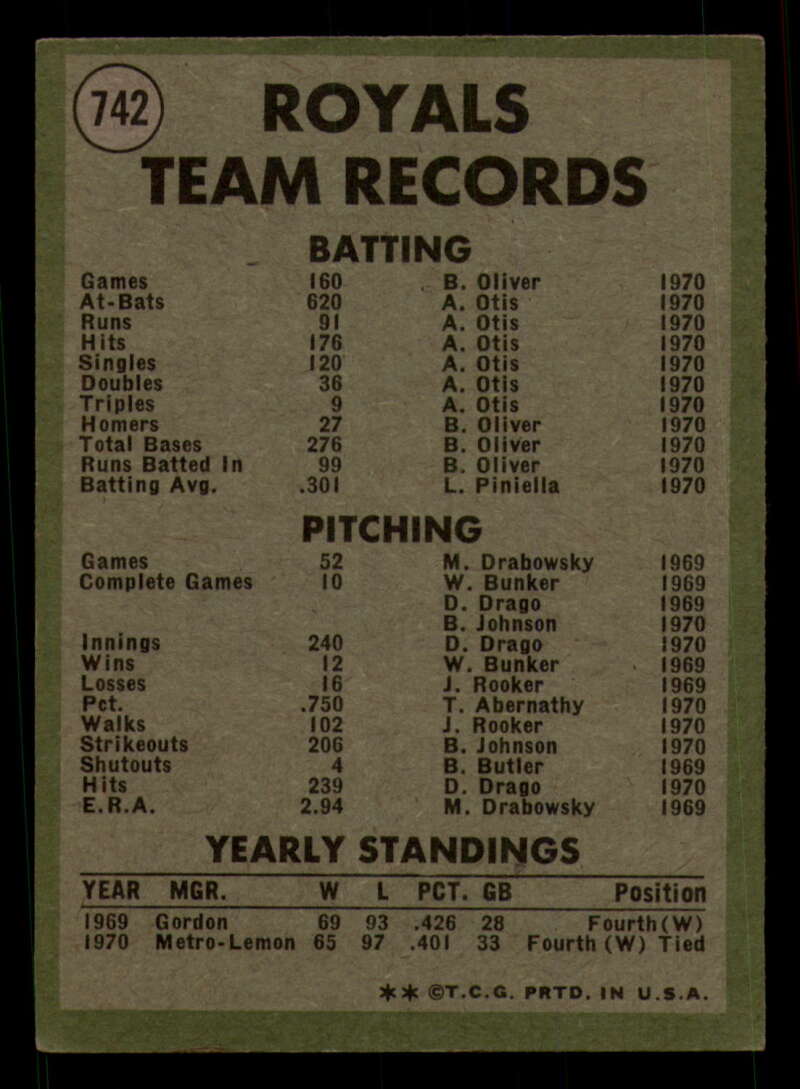 742
ROYALS
TEAM RECORDS
BATTING
Games 160 B. Oliver 1970
At-Bats 620 A. Otis 1970
Runs 91 A. Otis 1970
Hits 176 A. Otis 1970
Singles 120 A. Otis 1970
Doubles 36 A. Otis 1970
Triples 9 A. Otis 1970
Homers 27 B. Oliver 1970
Total Bases 276 B. Oliver 1970
Runs Batted In 99 B. Oliver 1970
Batting Avg. .301 L. Piniella 1970
PITCHING
Games 52 M. Drabowsky 1969
Complete Games 10 W. Bunker 1969
D. Drago 1969
B. Johnson 1970
Innings 240 D. Drago 1970
Wins 12 W. Bunker 1969
Losses 16 J. Rooker 1969
Pct. .750 T. Abernathy 1970
Walks 102 J. Rooker 1970
Strikeouts 206 B. Johnson 1970
Shutouts 4 B. Butler 1969
Hits 239 D. Drago 1970
E.R.A. 2.94 M. Drabowsky 1969
YEARLY STANDINGS
YEAR MGR. W L PCT. GB Position
1969 Gordon 69 93 .426 28 Fourth(W)
1970 Metro-Lemon 65 97 .401 33 Fourth (W) Tied
** ©T.C.G. PRTD. IN U.S.A.